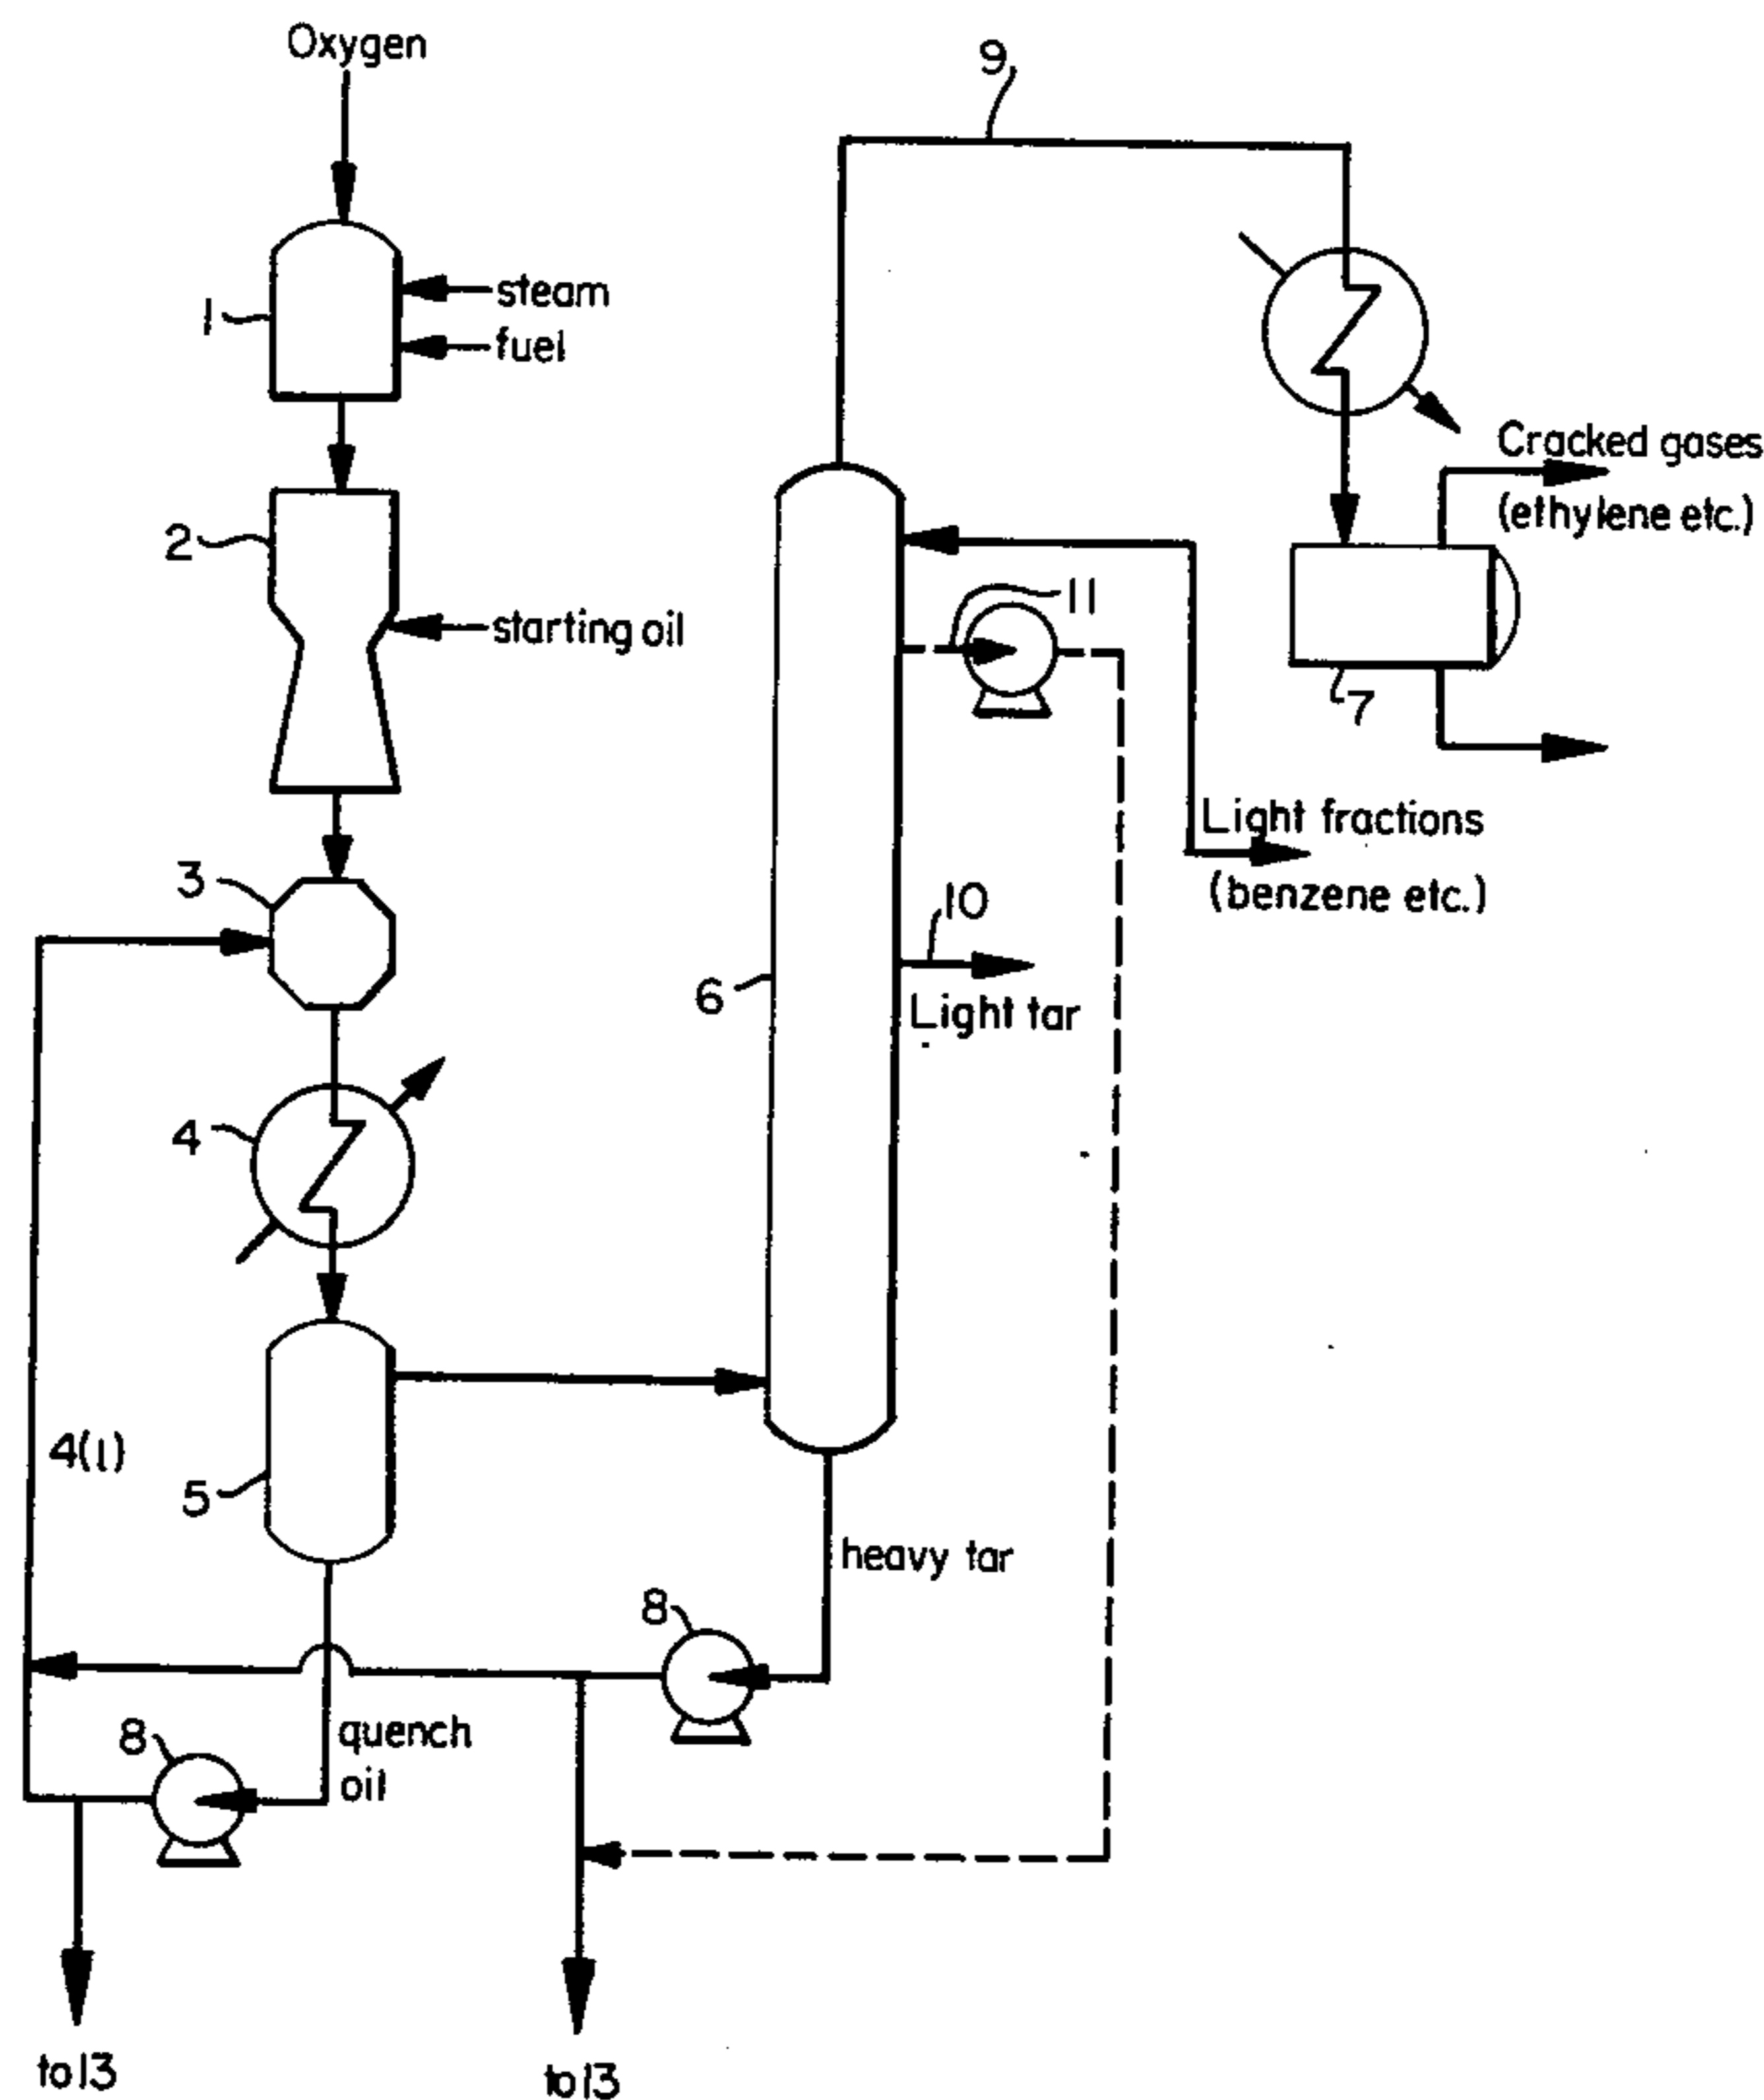 Oxygen
9
steam
1
fuel
Cracked gases
2
(ethylene etc.)
11
starting oil
7
Light fractions
3
10
(benzene etc.)
6
Light tar
4
4(1)
5
heavy tar
8
8
quench
oil
to 13
to 13